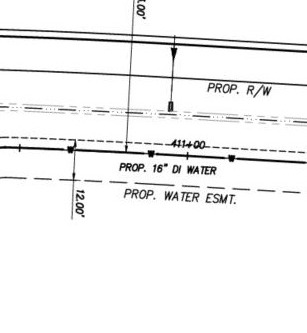 .00'
PROP. R/W
411+00
PROP. 16" DI WATER
PROP. WATER ESMT.
12.00'